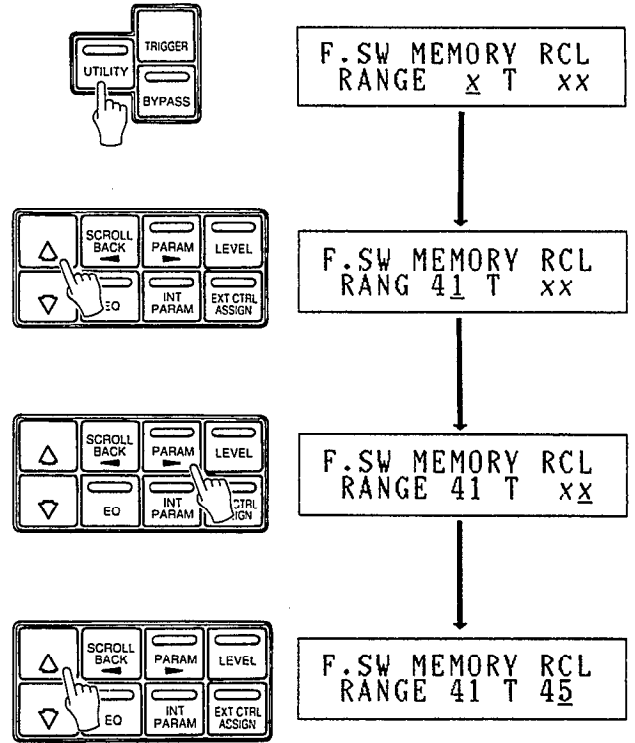 TRIGGER
UTILITY
BYPASS
F.SW MEMORY RCL
RANGE x T xx
SCROLL BACK
PARAM
LEVEL
EQ
INT PARAM
EXT CTRL ASSIGN
F.SW MEMORY RCL
RANG 41 T xx
SCROLL BACK
PARAM
LEVEL
EQ
INT PARAM
CTRL IGN
F.SW MEMORY RCL
RANGE 41 T xx
SCROLL BACK
PARAM
LEVEL
EQ
INT PARAM
EXT CTRL ASSIGN
F.SW MEMORY RCL
RANGE 41 T 45